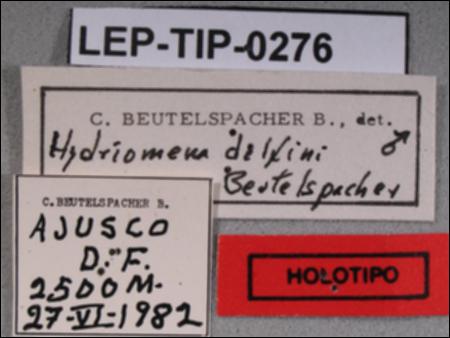 LEP-TIP-0276
C. BEUTELSPACHER B., det.
Hydriomena delfini ♂
Beutelspacher
C. BEUTELSPACHER B.
AJUSCO
D.F.
2500 M-
27-VI-1982
HOLOTIPO